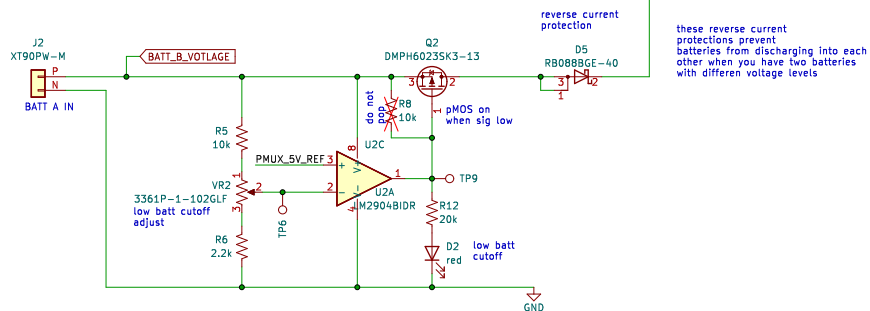 reverse current
protection
these reverse current
protections prevent
batteries from discharging into each
other when you have two batteries
with differen voltage levels
J2
XT90PW-M
P
N
BATT A IN
BATT_B_VOTLAGE
Q2
DMPH6023SK3-13
3
2
1
D5
RB088BGE-40
3
2
1
do not
pop
R8
10k
pMOS on
when sig low
R5
10k
PMUX_5V_REF
3
8
U2C
V+
+
1
TP9
VR2
1
2
3
3361P-1-102GLF
low batt cutoff
adjust
2
-
U2A
V-
4
LM2904BIDR
TP6
R12
20k
R6
2.2k
D2
red
low batt
cutoff
GND